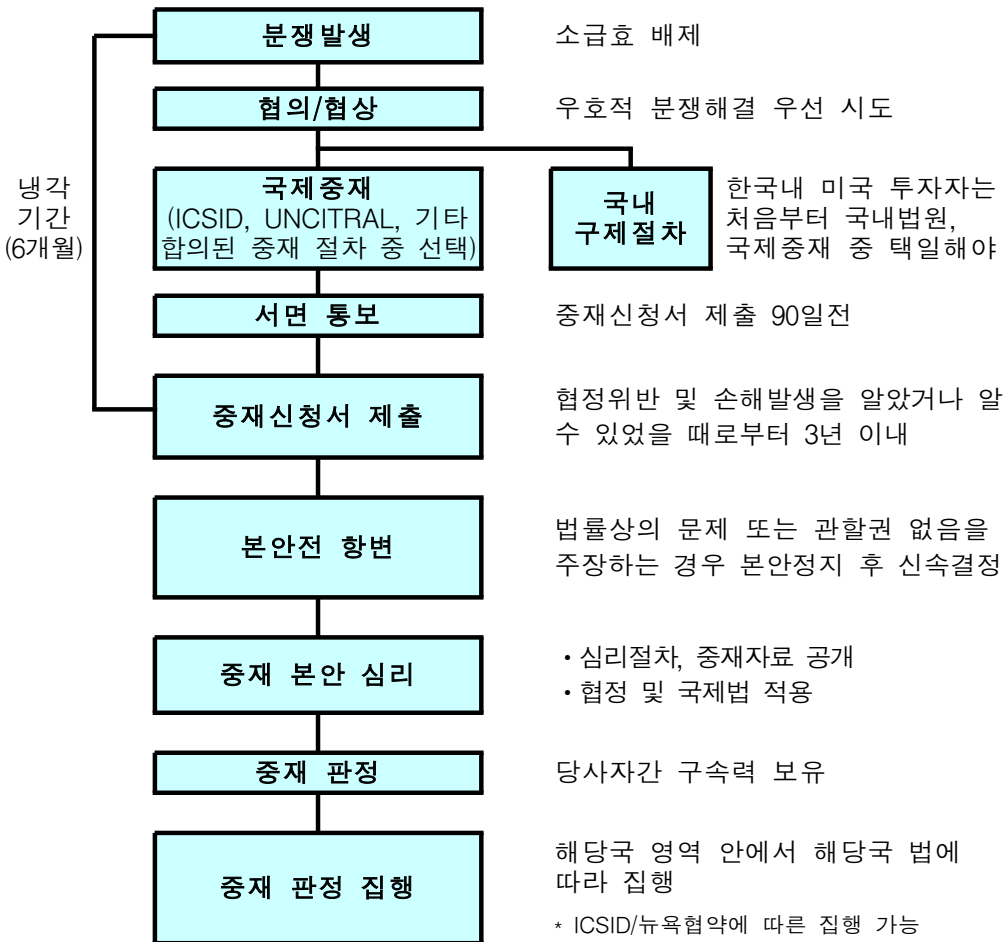 분쟁발생
소급효 배제
협의/협상
우호적 분쟁해결 우선 시도
냉각
기간
(6개월)
국제중재
(ICSID, UNCITRAL, 기타
합의된 중재 절차 중 선택)
국내
구제절차
한국내 미국 투자자는
처음부터 국내법원,
국제중재 중 택일해야
서면 통보
중재신청서 제출 90일전
중재신청서 제출
협정위반 및 손해발생을 알았거나 알
수 있었을 때로부터 3년 이내
본안전 항변
법률상의 문제 또는 관할권 없음을
주장하는 경우 본안정지 후 신속결정
중재 본안 심리
・심리절차, 중재자료 공개
・협정 및 국제법 적용
중재 판정
당사자간 구속력 보유
중재 판정 집행
해당국 영역 안에서 해당국 법에
따라 집행
* ICSID/뉴욕협약에 따른 집행 가능